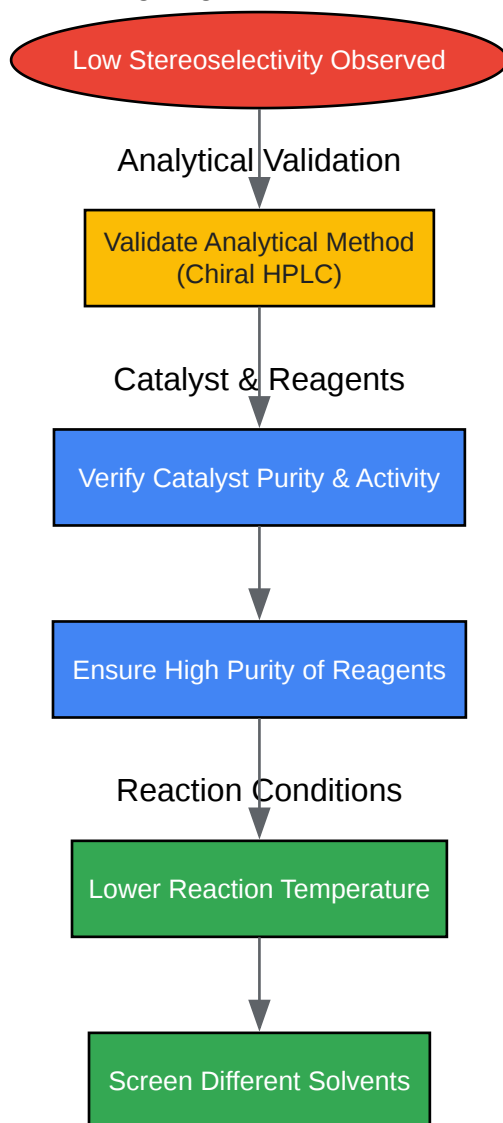 Low Stereoselectivity Observed
Analytical Validation
Validate Analytical Method
(Chiral HPLC)
Catalyst & Reagents
Verify Catalyst Purity & Activity
Ensure High Purity of Reagents
Reaction Conditions
Lower Reaction Temperature
Screen Different Solvents